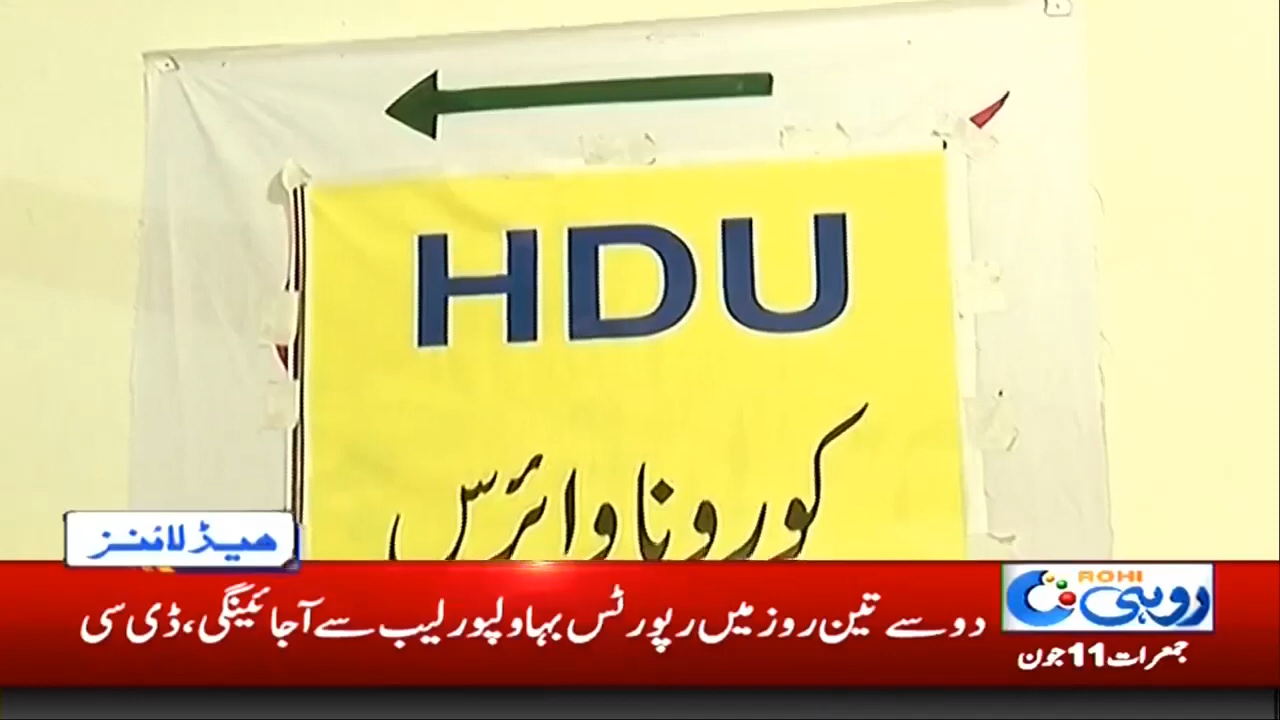 HDU
کورونا وائرس
ہیڈ لائنز
دو سے تین روز میں رپورٹس بہاولپور لیب سے آجائینگی، ڈی سی
ROHI
روہی
جمعرات 11 جون